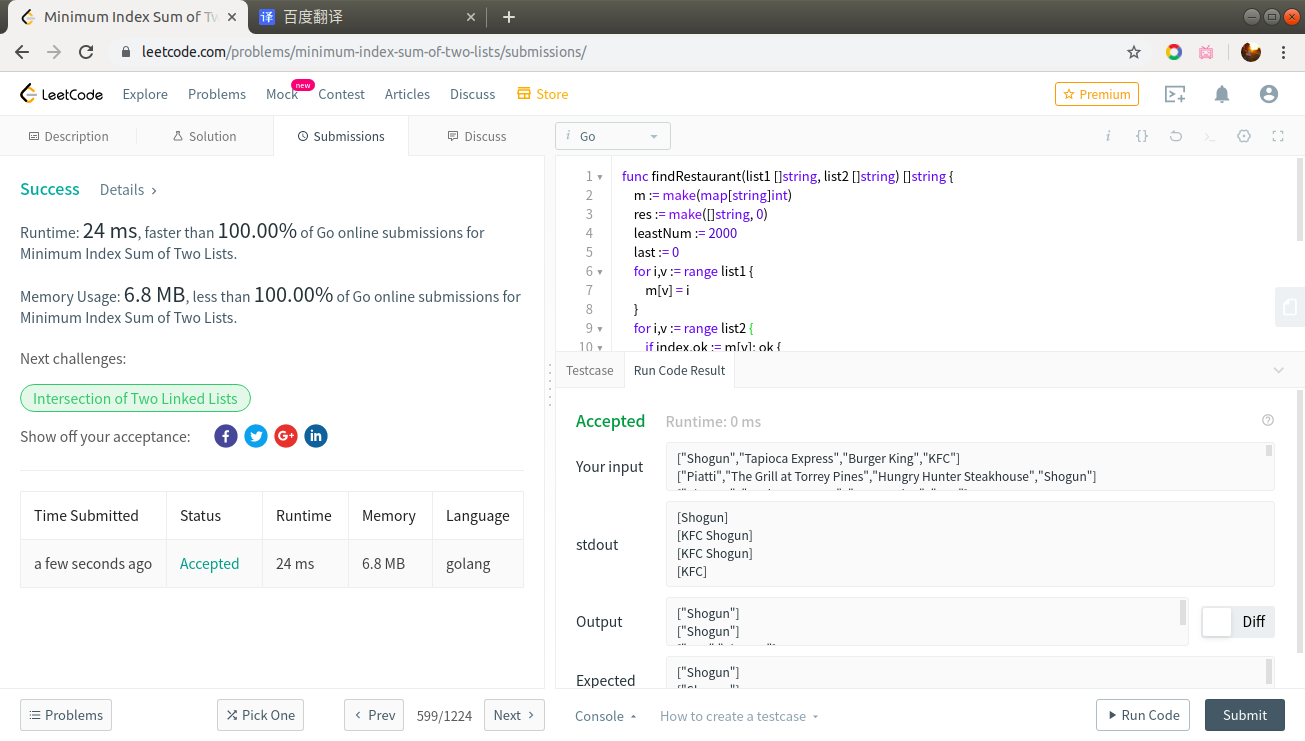 Minimum Index Sum of Tw
译 百度翻译
leetcode.com/problems/minimum-index-sum-of-two-lists/submissions/
LeetCode Explore Problems Mock new Contest Articles Discuss Store Premium
Description Solution Submissions Discuss
i Go
Success Details
Runtime: 24 ms, faster than 100.00% of Go online submissions for
Minimum Index Sum of Two Lists.
Memory Usage: 6.8 MB, less than 100.00% of Go online submissions for
Minimum Index Sum of Two Lists.
Next challenges:
Intersection of Two Linked Lists
Show off your acceptance:
Time Submitted Status Runtime Memory Language
a few seconds ago Accepted 24 ms 6.8 MB golang
1 func findRestaurant(list1 []string, list2 []string) []string {
2 m := make(map[string]int)
3 res := make([]string, 0)
4 leastNum := 2000
5 last := 0
6 for i,v := range list1 {
7 m[v] = i
8 }
9 for i,v := range list2 {
10 if index,ok := m[v]; ok {
Testcase Run Code Result
Accepted Runtime: 0 ms
Your input
["Shogun","Tapioca Express","Burger King","KFC"]
["Piatti","The Grill at Torrey Pines","Hungry Hunter Steakhouse","Shogun"]
stdout
[Shogun]
[KFC Shogun]
[KFC Shogun]
[KFC]
Output
["Shogun"]
["Shogun"]
Diff
Expected
["Shogun"]
Problems Pick One Prev 599/1224 Next
Console How to create a testcase Run Code Submit